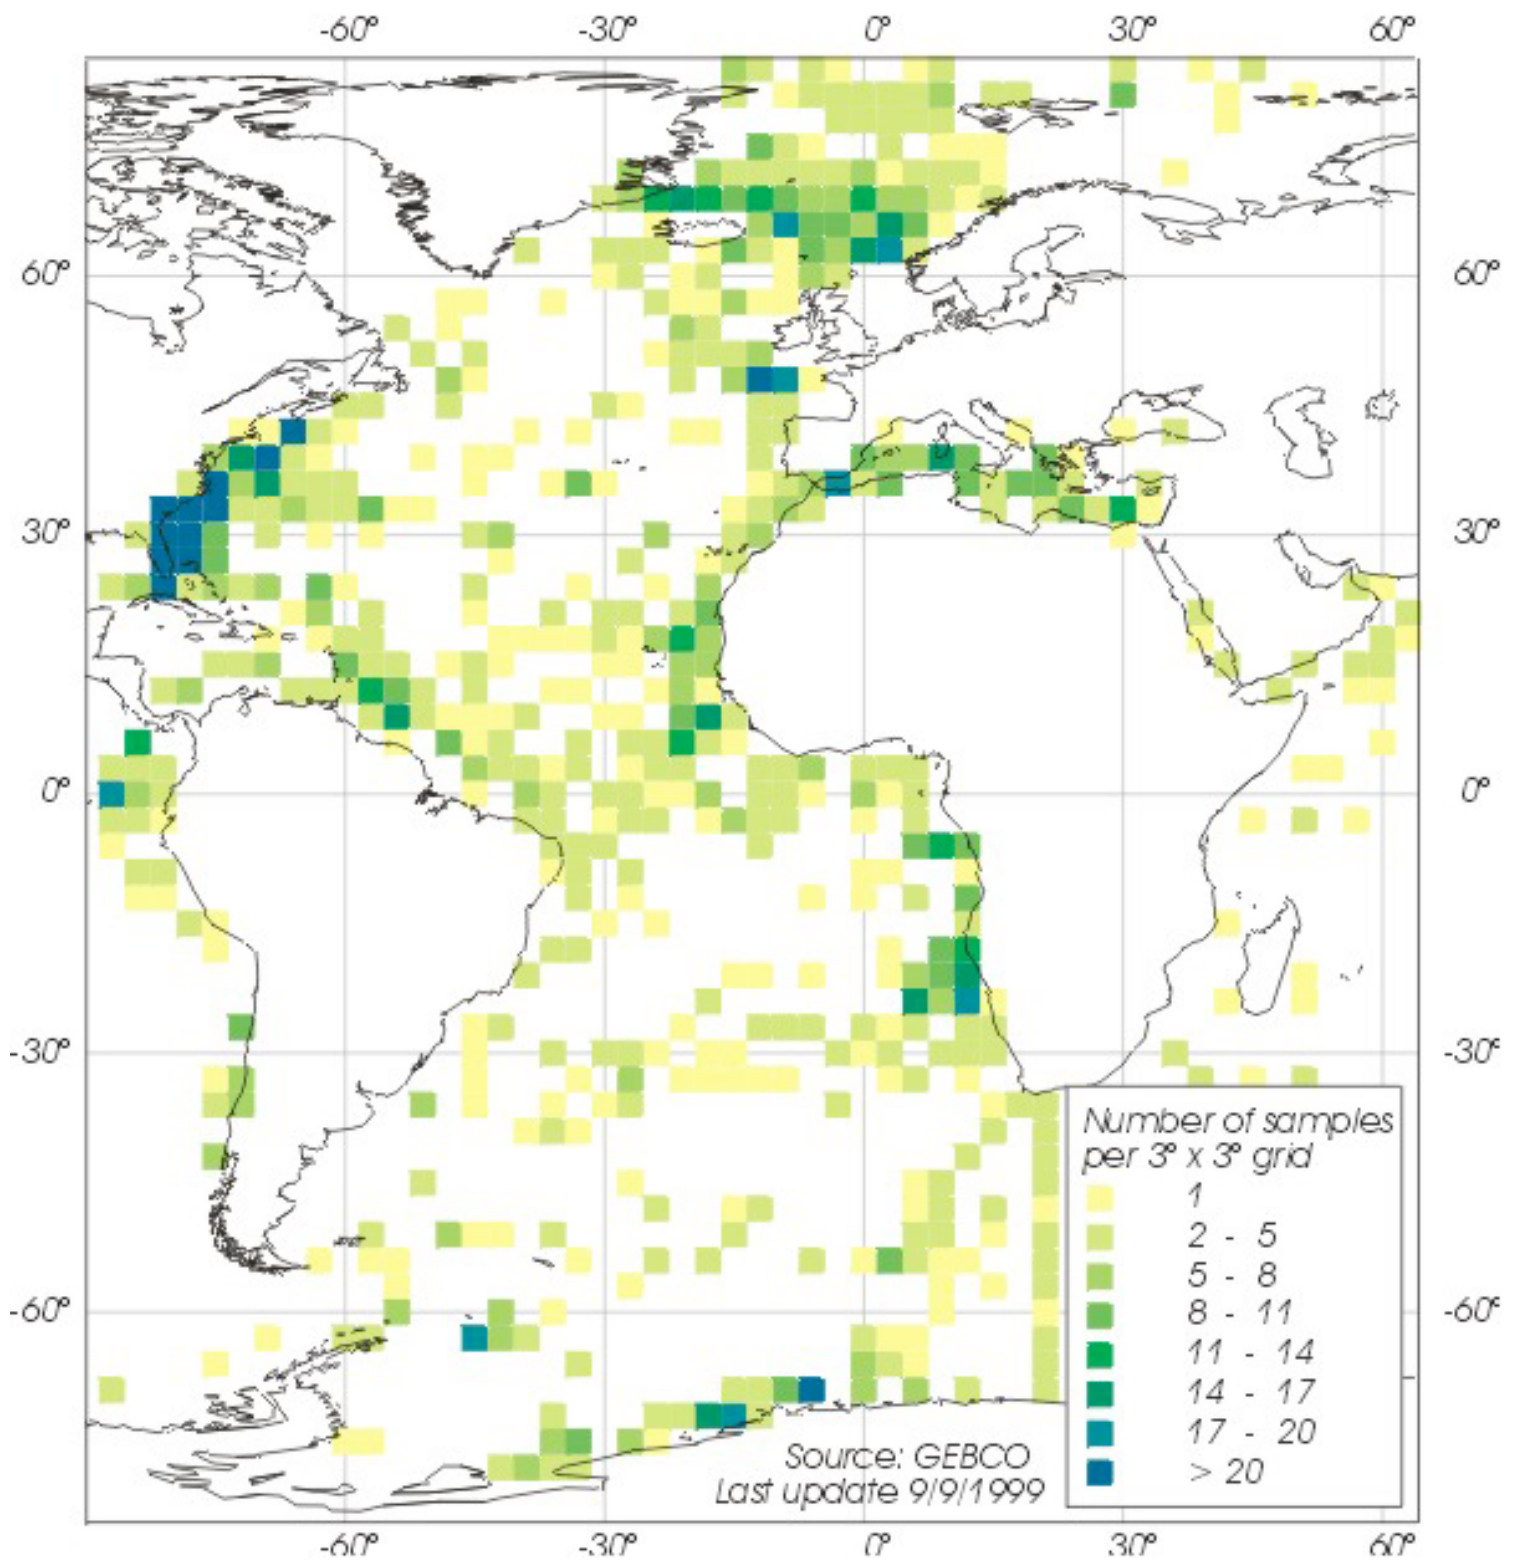 -60° -30° 0° 30° 60°
60° 60°
30° 30°
0° 0°
-30° -30°
Number of samples
per 3° x 3° grid
1
2 - 5
5 - 8
8 - 11
-60° -60°
11 - 14
14 - 17
17 - 20
> 20
Source: GEBCO
Last update 9/9/1999
-60° -30° 0° 30° 60°